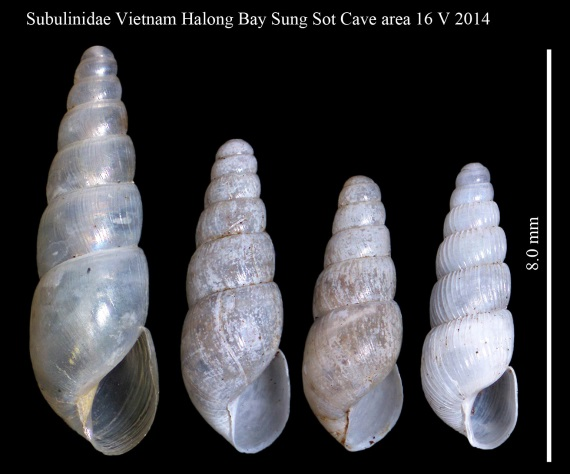 Subulinidae Vietnam Halong Bay Sung Sot Cave area 16 V 2014
8.0 mm